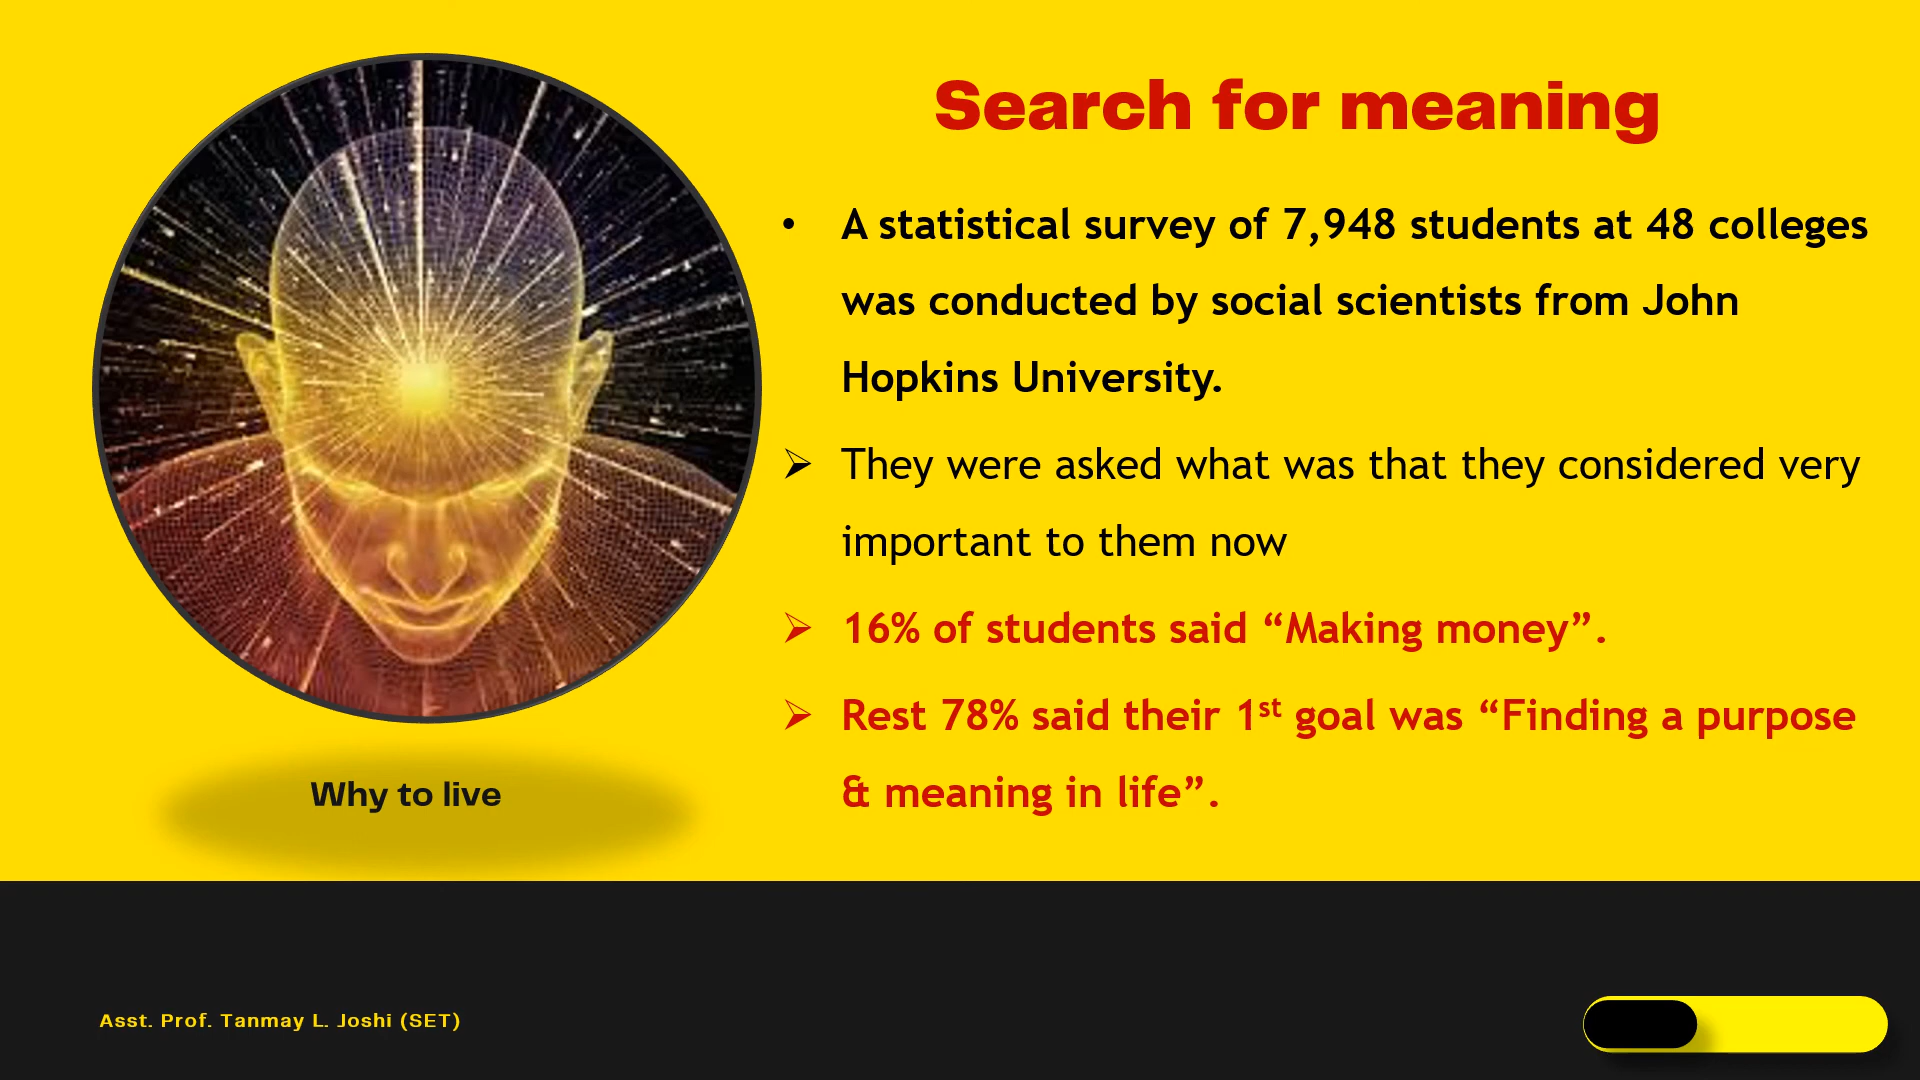 Search for meaning
• A statistical survey of 7,948 students at 48 colleges
was conducted by social scientists from John
Hopkins University.
➢ They were asked what was that they considered very
important to them now
➢ 16% of students said “Making money”.
➢ Rest 78% said their 1st goal was “Finding a purpose
& meaning in life”.
Why to live
Asst. Prof. Tanmay L. Joshi (SET)